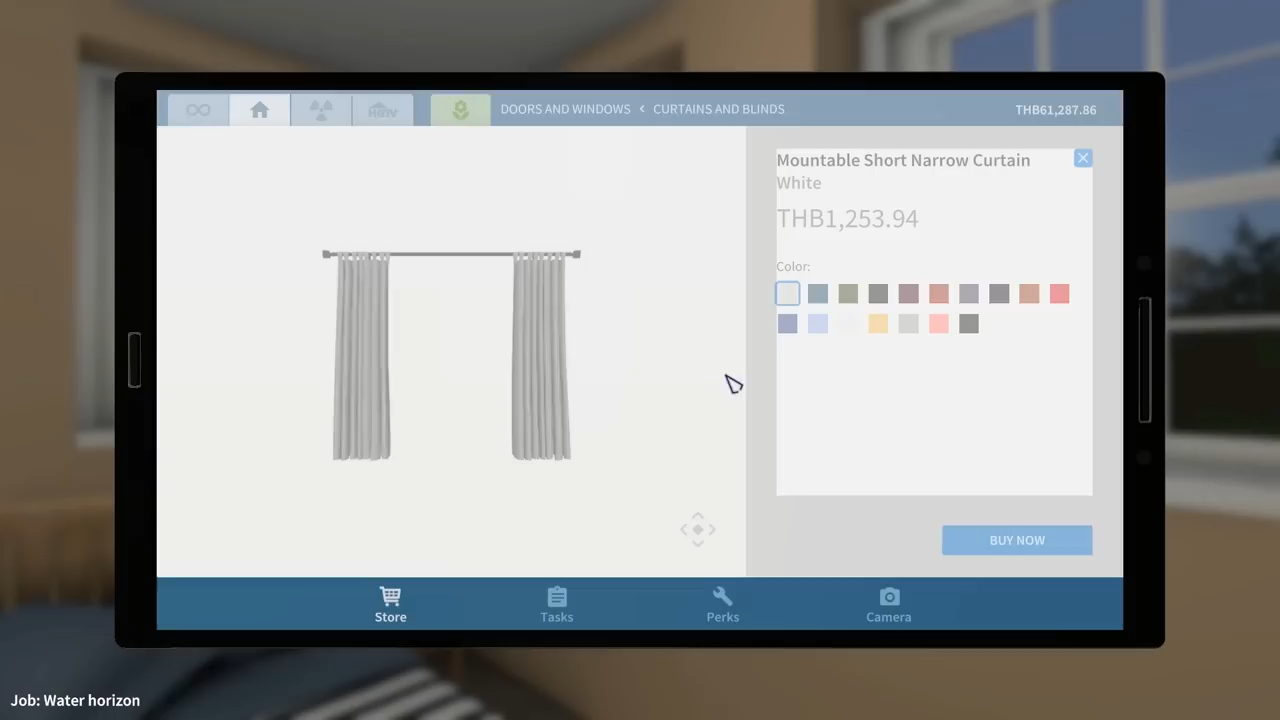 HGTV
DOORS AND WINDOWS < CURTAINS AND BLINDS
THB61,287.86
Mountable Short Narrow Curtain
White
THB1,253.94
Color:
BUY NOW
Store
Tasks
Perks
Camera
Job: Water horizon